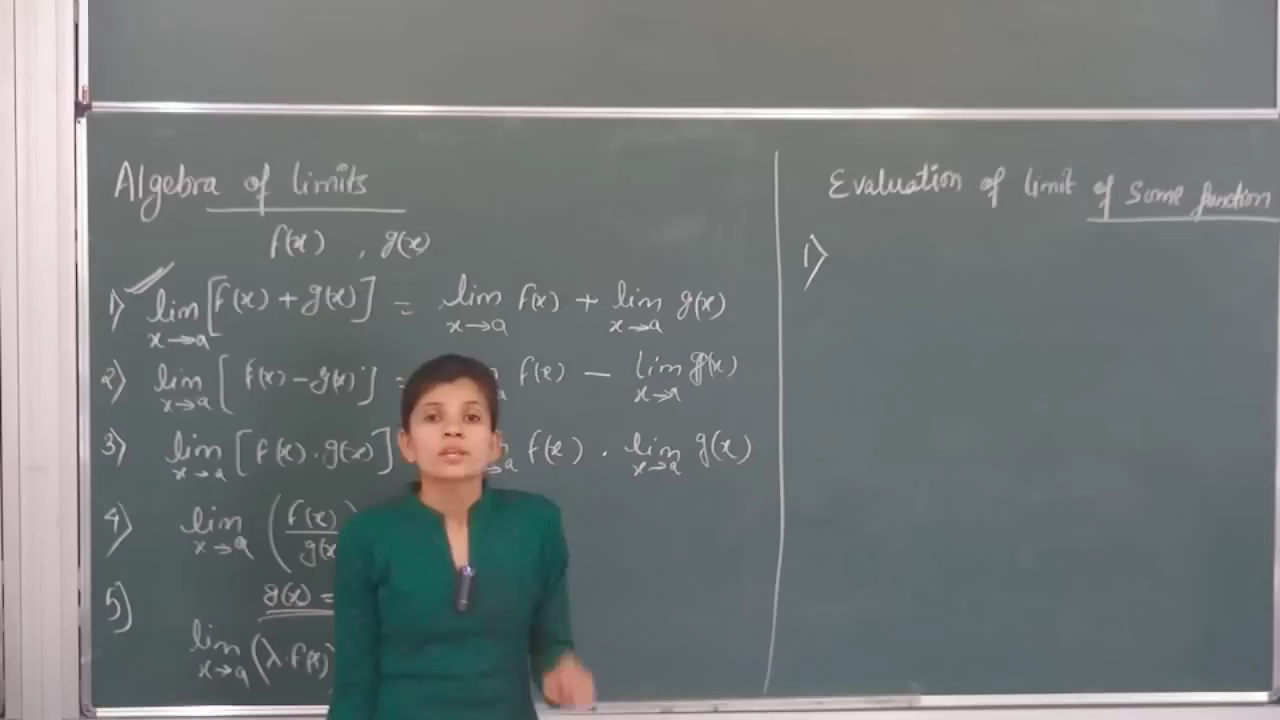 Algebra of limits
f(x) , g(x)
1) lim [f(x) + g(x)] = lim f(x) + lim g(x)
x→a x→a x→a
2) lim [f(x) - g(x)] = f(x) - lim g(x)
x→a a x→a
3) lim [f(x) . g(x)] f(x) . lim g(x)
x→a →a x→a
4) lim (f(x)
x→a g(x
5)
g(x) =
lim (λ.f(x)
x→a
Evaluation of limit of Some function
1)